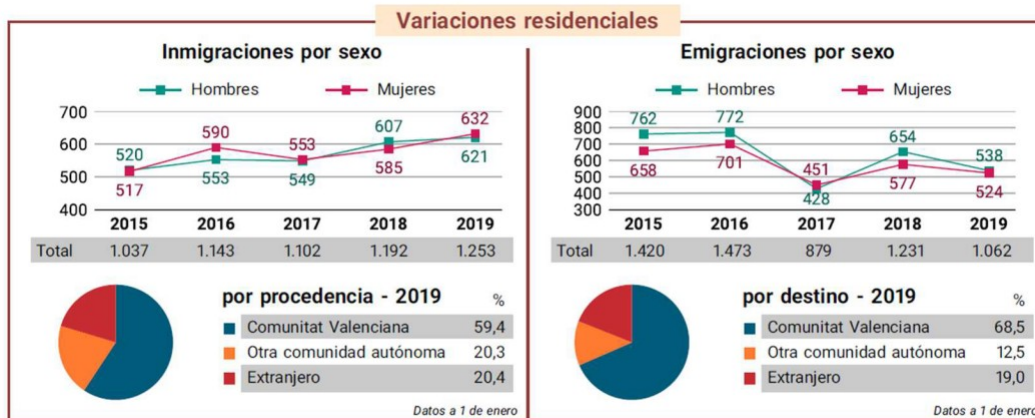 Variaciones residenciales
Inmigraciones por sexo
Hombres Mujeres
700
600
500
400
520 590 553 607 632
517 553 549 585 621
2015 2016 2017 2018 2019
Total 1.037 1.143 1.102 1.192 1.253
por procedencia - 2019 %
Comunitat Valenciana 59,4
Otra comunidad autónoma 20,3
Extranjero 20,4
Datos a 1 de enero
Emigraciones por sexo
Hombres Mujeres
900
800
700
600
500
400
300
762 772 451 654 538
658 701 428 577 524
2015 2016 2017 2018 2019
Total 1.420 1.473 879 1.231 1.062
por destino - 2019 %
Comunitat Valenciana 68,5
Otra comunidad autónoma 12,5
Extranjero 19,0
Datos a 1 de enero